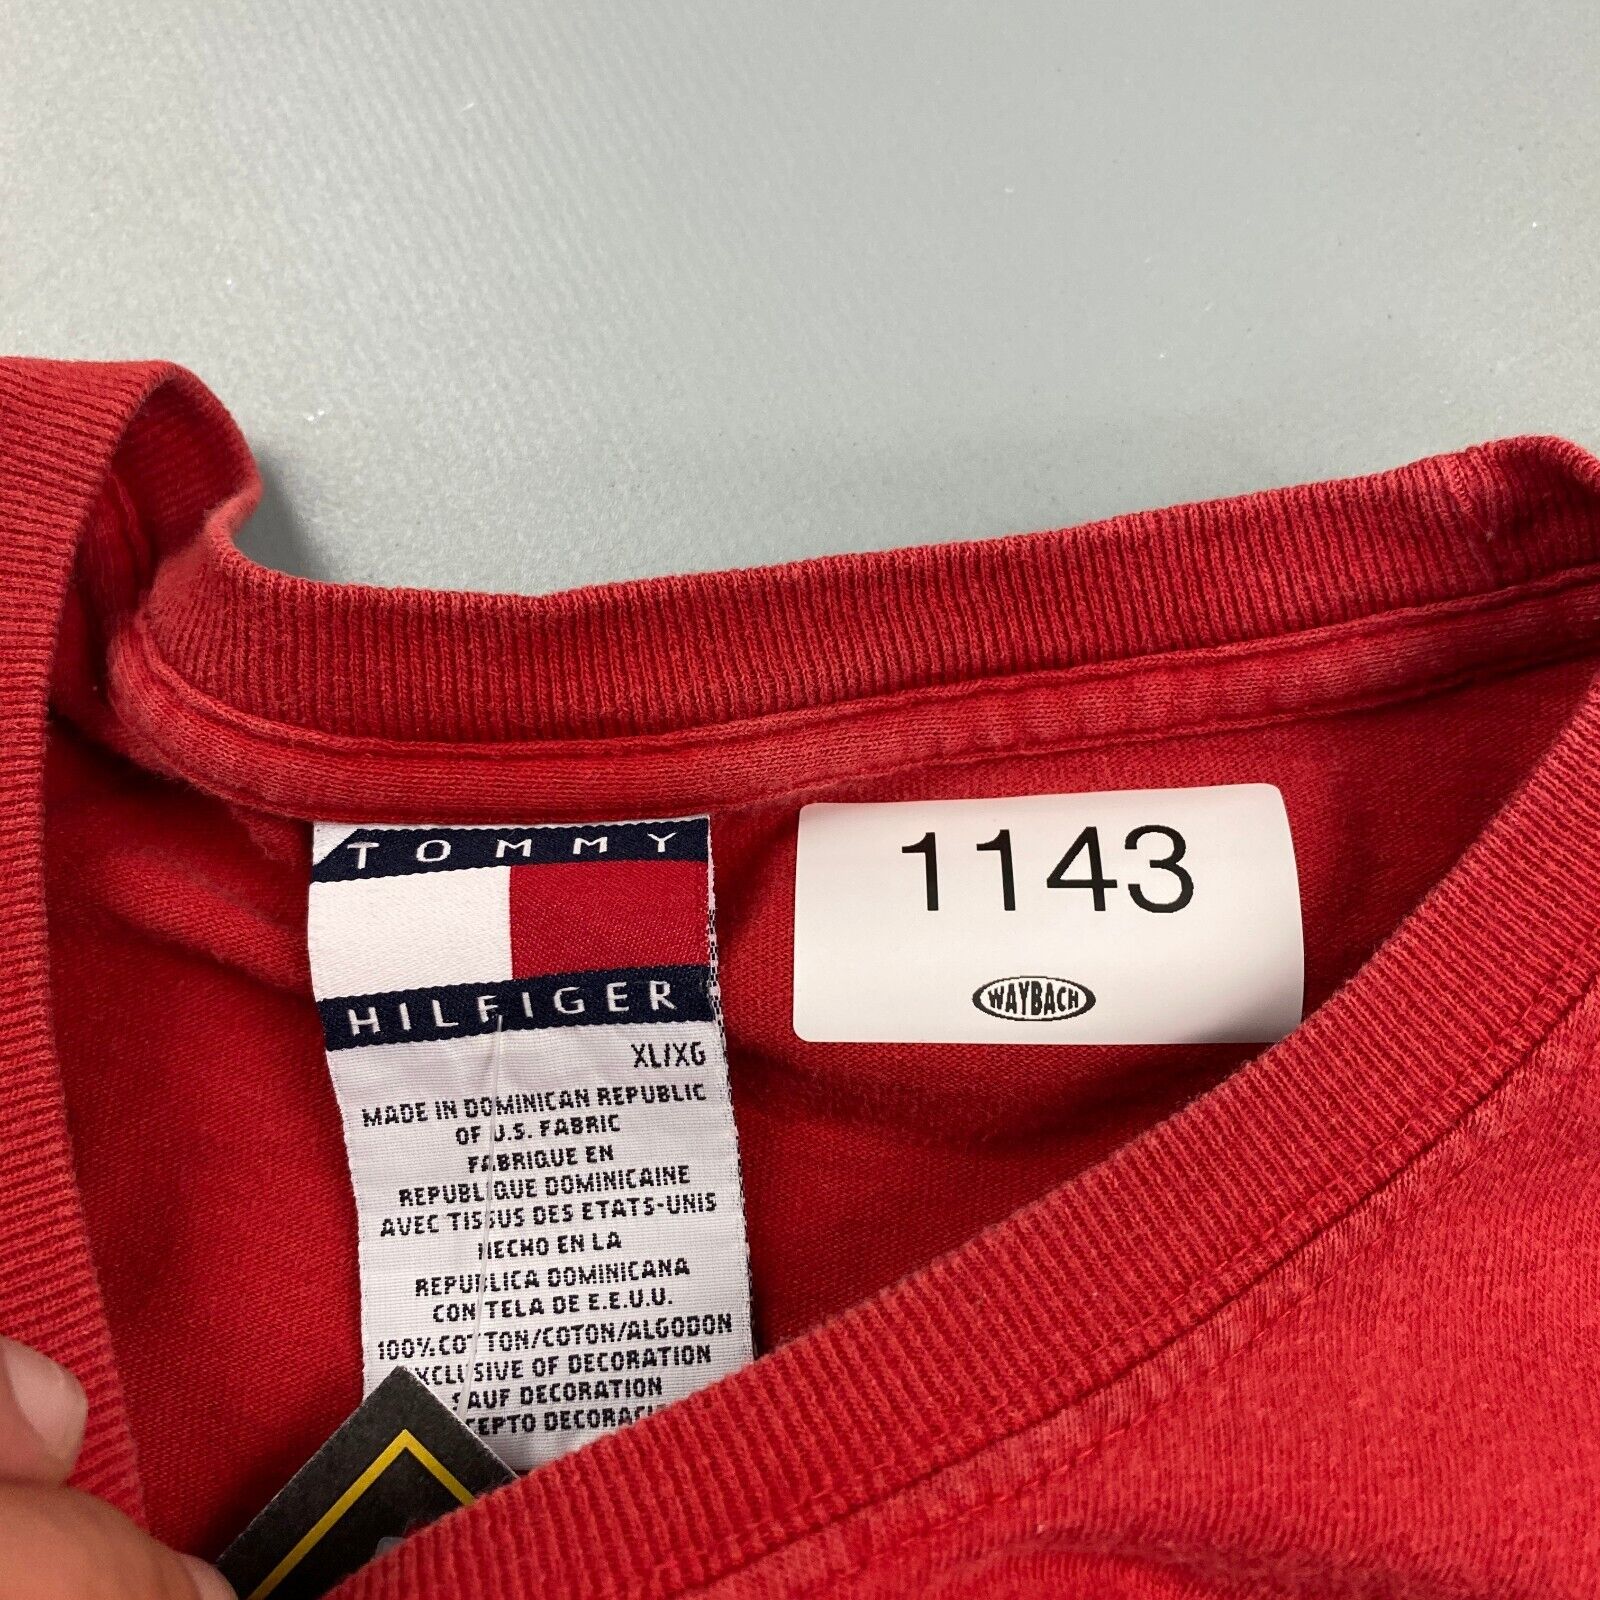 TOMMY
HILFIGER
XL/XG
MADE IN DOMINICAN REPUBLIC
OF U.S. FABRIC
FABRIQUE EN
REPUBLIQUE DOMINICAINE
AVEC TISSUS DES ETATS-UNIS
HECHO EN LA
REPUBLICA DOMINICANA
CON TELA DE E.E.U.U.
100% COTTON/COTON/ALGODON
EXCLUSIVE OF DECORATION
SAUF DECORATION
1143
WAYBACH